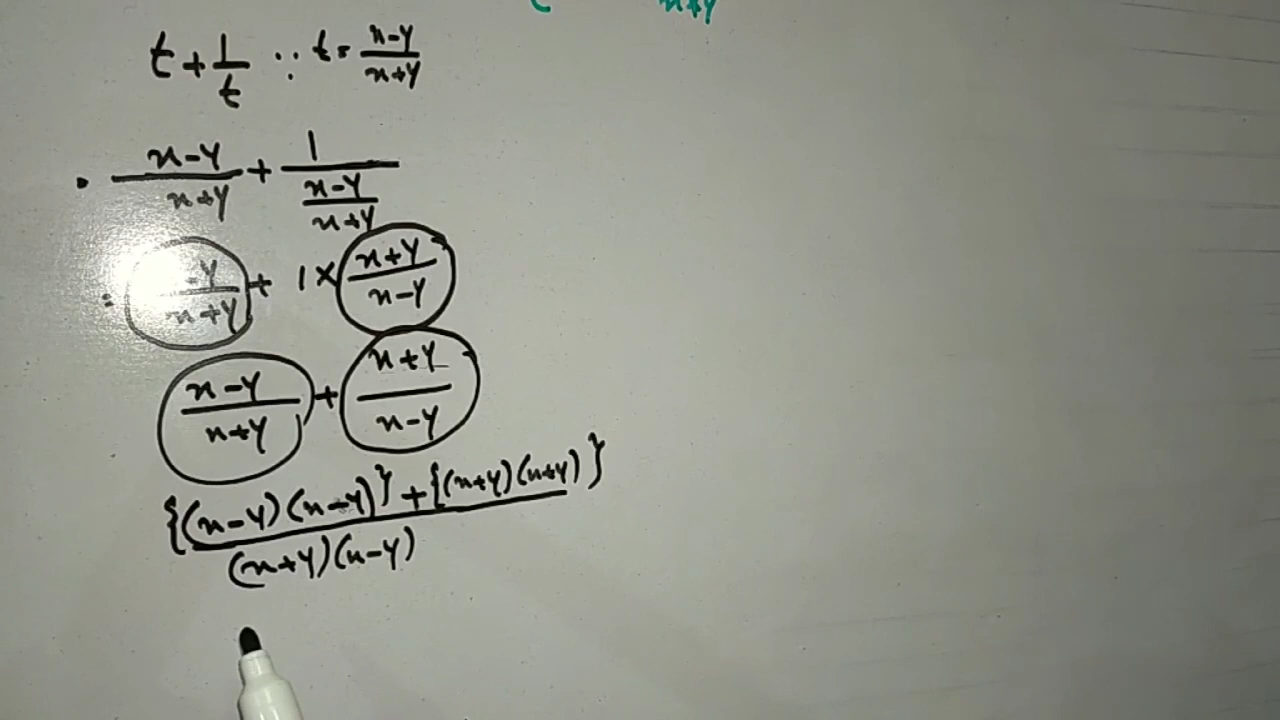 x+y
t + 1/t ∵ t = x-y/x+y
x-y/x+y + 1/(x-y/x+y)
= -y/x+y + 1 × x+y/x-y
x-y/x+y + x+y/x-y
{(x-y)(x-y)} + {(x+y)(x+y)}
(x+y)(x-y)